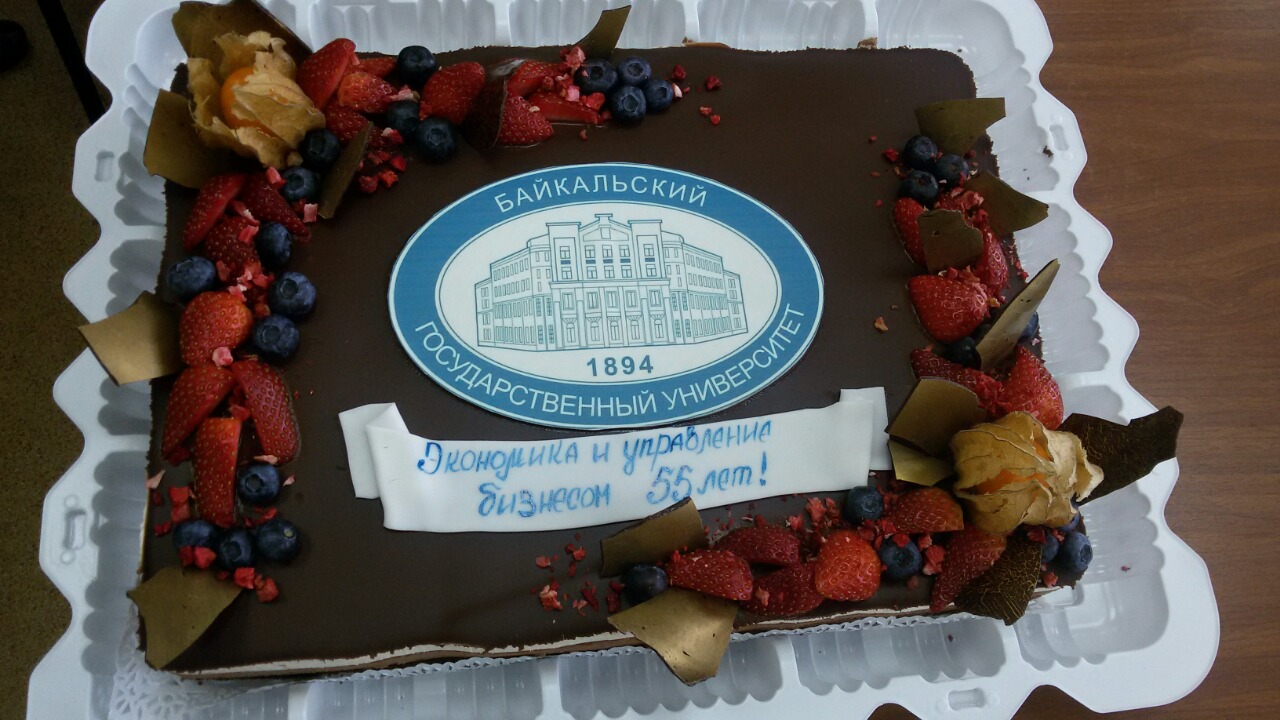 БАЙКАЛЬСКИЙ
ГОСУДАРСТВЕННЫЙ УНИВЕРСИТЕТ
1894
Экономика и управление
бизнесом 55 лет!